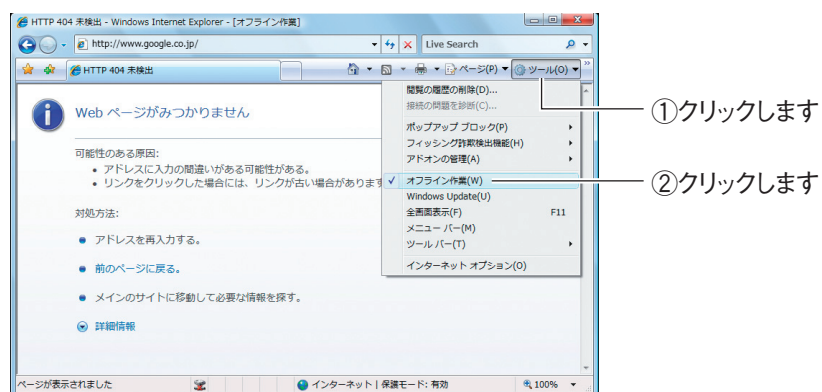 HTTP 404 未検出 - Windows Internet Explorer - [オフライン作業]
http://www.google.co.jp/
Live Search
HTTP 404 未検出
ページ(P)
ツール(O)
閲覧の履歴の削除(D)...
接続の問題を診断(C)...
ポップアップ ブロック(P)
フィッシング詐欺検出機能(H)
アドオンの管理(A)
オフライン作業(W)
Windows Update(U)
全画面表示(F) F11
メニュー バー(M)
ツール バー(T)
インターネット オプション(O)
①クリックします
②クリックします
Web ページがみつかりません
可能性のある原因:
• アドレスに入力の間違いがある可能性がある。
• リンクをクリックした場合には、リンクが古い場合があります
対処方法:
アドレスを再入力する。
前のページに戻る。
メインのサイトに移動して必要な情報を探す。
詳細情報
ページが表示されました
インターネット | 保護モード: 有効
100%